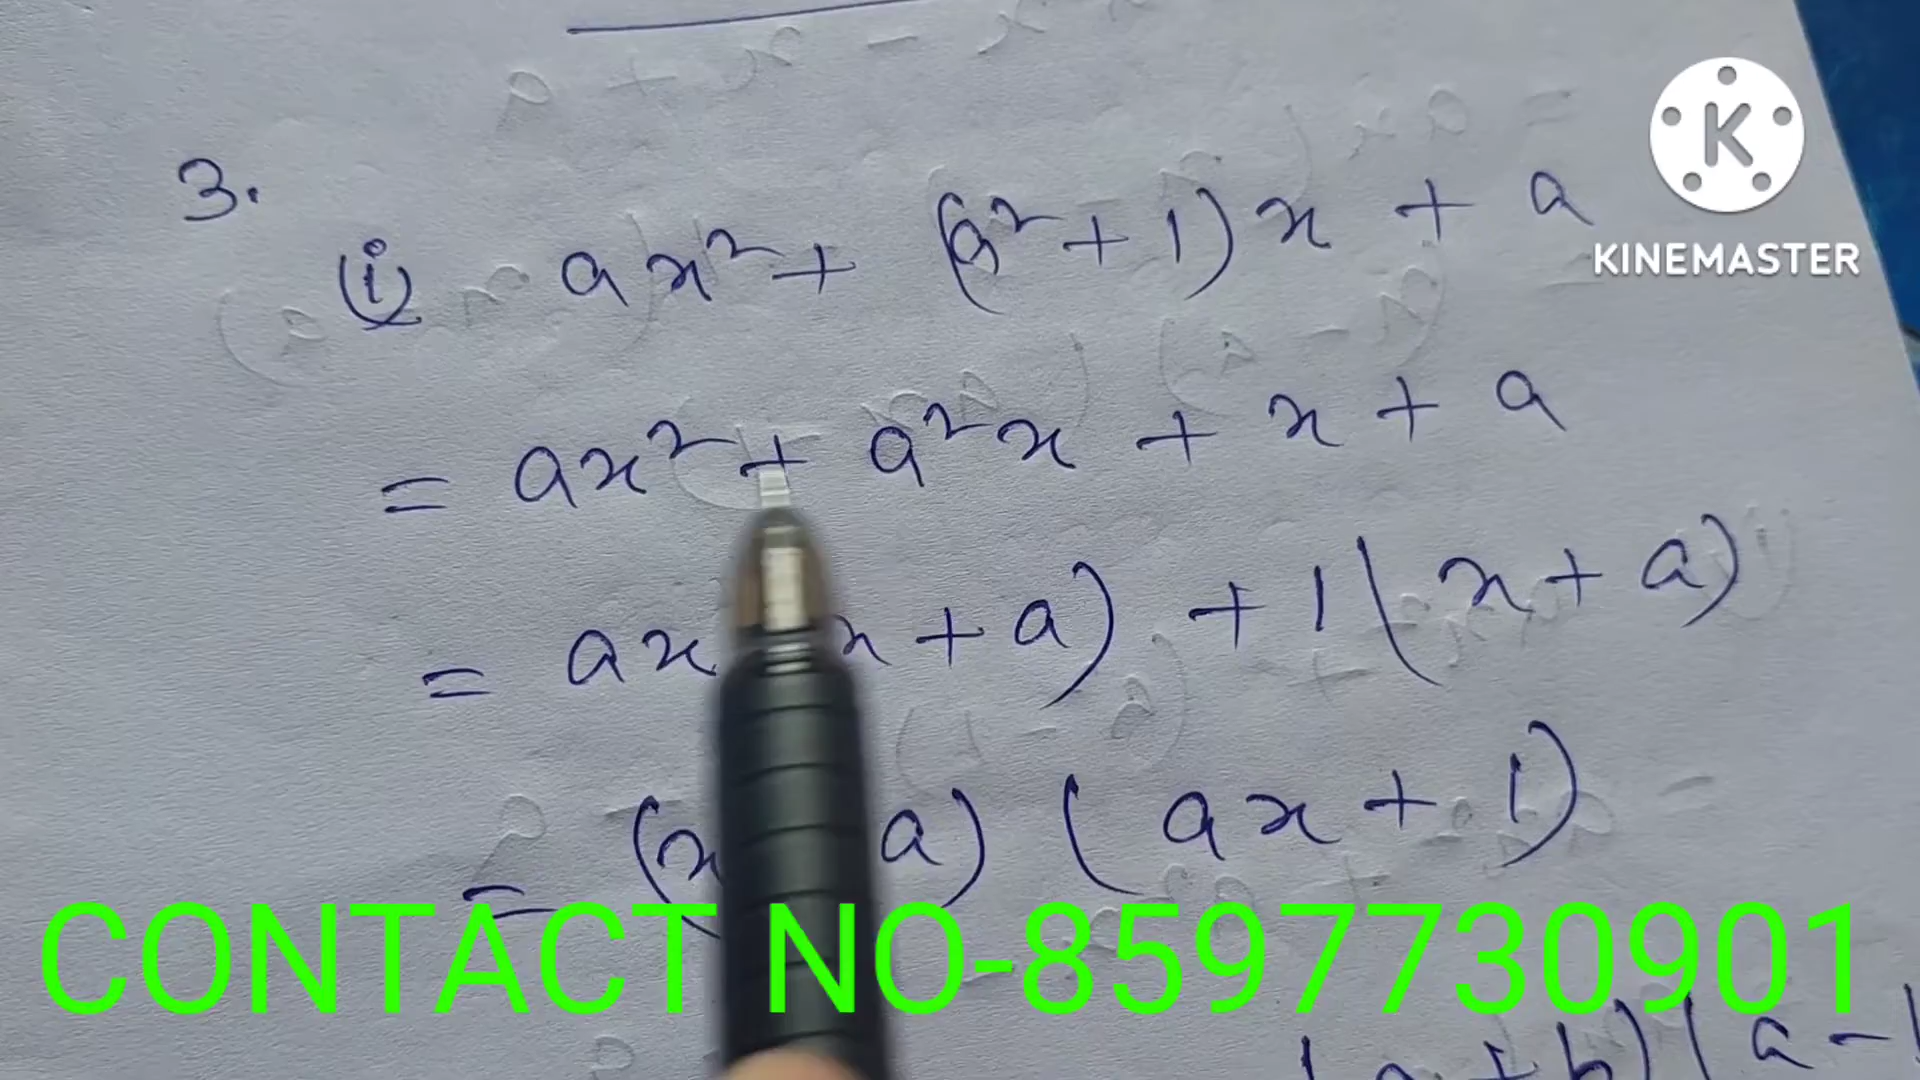 3.
(i) ax² + (a² + 1)x + a
= ax² + a²x + x + a
= ax x + a) + 1(x + a)
= (x a) (ax + 1)
K
KINEMASTER
CONTACT NO-8597730901
(a + b)(a -